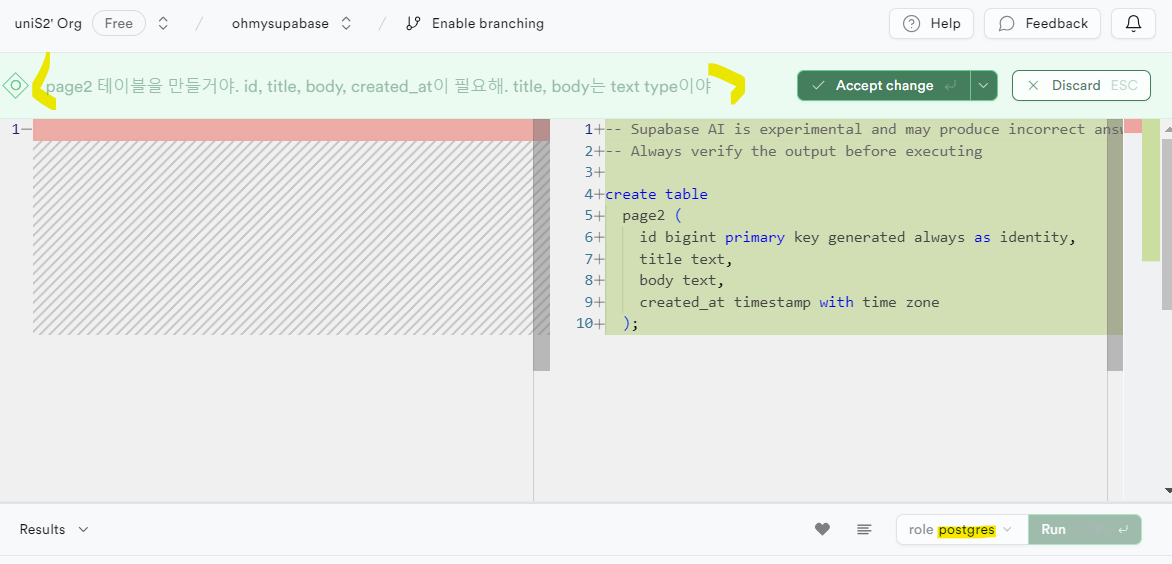 uniS2' Org Free / ohmysupabase / Enable branching Help Feedback
page2 테이블을 만들거야. id, title, body, created_at이 필요해. title, body는 text type이야 Accept change Discard ESC
1— 1+-- Supabase AI is experimental and may produce incorrect ans
2+-- Always verify the output before executing
3+
4+create table
5+ page2 (
6+ id bigint primary key generated always as identity,
7+ title text,
8+ body text,
9+ created_at timestamp with time zone
10+ );
Results role postgres Run